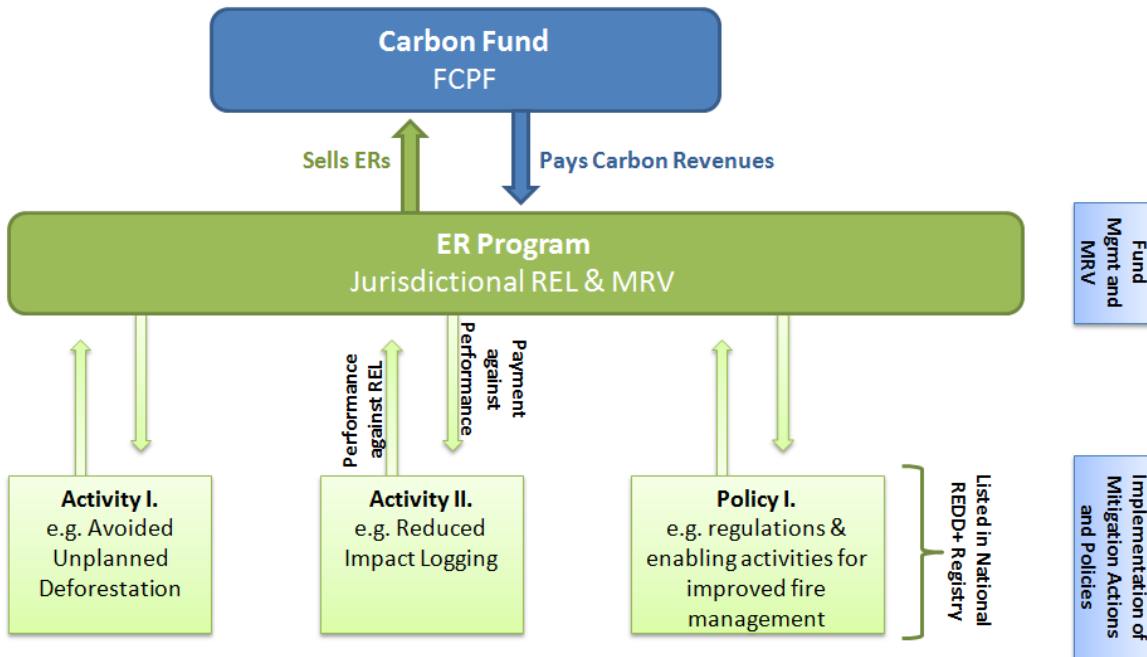 Carbon Fund
FCPF
Sells ERs
Pays Carbon Revenues
ER Program
Jurisdictional REL & MRV
Fund
Mgmt and
MRV
Performance
against REL
Payment
against
Performance
Activity I.
e.g. Avoided
Unplanned
Deforestation
Activity II.
e.g. Reduced
Impact Logging
Policy I.
e.g. regulations &
enabling activities for
improved fire
management
Listed in National
REDD+ Registry
Implementation of
Mitigation Actions
and Policies